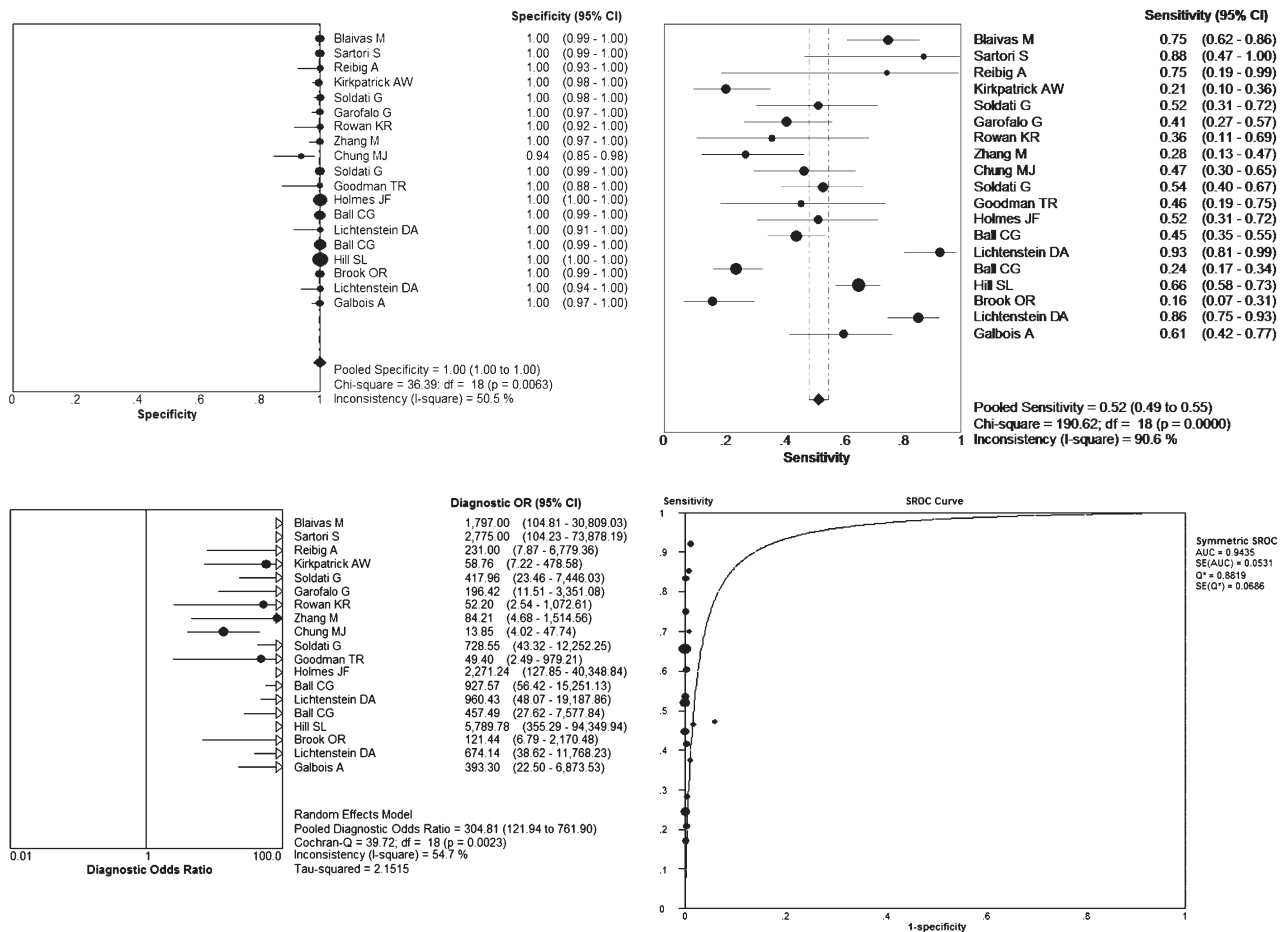 Specificity (95% CI)
Blaivas M 1.00 (0.99 - 1.00)
Sartori S 1.00 (0.99 - 1.00)
Reibig A 1.00 (0.93 - 1.00)
Kirkpatrick AW 1.00 (0.98 - 1.00)
Soldati G 1.00 (0.98 - 1.00)
Garofalo G 1.00 (0.97 - 1.00)
Rowan KR 1.00 (0.92 - 1.00)
Zhang M 1.00 (0.97 - 1.00)
Chung MJ 0.94 (0.85 - 0.98)
Soldati G 1.00 (0.99 - 1.00)
Goodman TR 1.00 (0.88 - 1.00)
Holmes JF 1.00 (1.00 - 1.00)
Ball CG 1.00 (0.99 - 1.00)
Lichtenstein DA 1.00 (0.91 - 1.00)
Ball CG 1.00 (0.99 - 1.00)
Hill SL 1.00 (1.00 - 1.00)
Brook OR 1.00 (0.99 - 1.00)
Lichtenstein DA 1.00 (0.94 - 1.00)
Galbois A 1.00 (0.97 - 1.00)
Pooled Specificity = 1.00 (1.00 to 1.00)
Chi-square = 36.39: df = 18 (p = 0.0063)
Inconsistency (I-square) = 50.5 %
0 .2 .4 .6 .8 1
Specificity
Sensitivity (95% CI)
Blaivas M 0.75 (0.62 - 0.86)
Sartori S 0.88 (0.47 - 1.00)
Reibig A 0.75 (0.19 - 0.99)
Kirkpatrick AW 0.21 (0.10 - 0.36)
Soldati G 0.52 (0.31 - 0.72)
Garofalo G 0.41 (0.27 - 0.57)
Rowan KR 0.36 (0.11 - 0.69)
Zhang M 0.28 (0.13 - 0.47)
Chung MJ 0.47 (0.30 - 0.65)
Soldati G 0.54 (0.40 - 0.67)
Goodman TR 0.46 (0.19 - 0.75)
Holmes JF 0.52 (0.31 - 0.72)
Ball CG 0.45 (0.35 - 0.55)
Lichtenstein DA 0.93 (0.81 - 0.99)
Ball CG 0.24 (0.17 - 0.34)
Hill SL 0.66 (0.58 - 0.73)
Brook OR 0.16 (0.07 - 0.31)
Lichtenstein DA 0.86 (0.75 - 0.93)
Galbois A 0.61 (0.42 - 0.77)
Pooled Sensitivity = 0.52 (0.49 to 0.55)
Chi-square = 190.62; df = 18 (p = 0.0000)
Inconsistency (I-square) = 90.6 %
0 .2 .4 .6 .8 1
Sensitivity
Diagnostic OR (95% CI)
Blaivas M 1,797.00 (104.81 - 30,809.03)
Sartori S 2,775.00 (104.23 - 73,878.19)
Reibig A 231.00 (7.87 - 6,779.36)
Kirkpatrick AW 58.76 (7.22 - 478.58)
Soldati G 417.96 (23.46 - 7,446.03)
Garofalo G 196.42 (11.51 - 3,351.08)
Rowan KR 52.20 (2.54 - 1,072.61)
Zhang M 84.21 (4.68 - 1,514.56)
Chung MJ 13.85 (4.02 - 47.74)
Soldati G 728.55 (43.32 - 12,252.25)
Goodman TR 49.40 (2.49 - 979.21)
Holmes JF 2,271.24 (127.85 - 40,348.84)
Ball CG 927.57 (56.42 - 15,251.13)
Lichtenstein DA 960.43 (48.07 - 19,187.86)
Ball CG 457.49 (27.62 - 7,577.84)
Hill SL 5,789.78 (355.29 - 94,349.94)
Brook OR 121.44 (6.79 - 2,170.48)
Lichtenstein DA 674.14 (38.62 - 11,768.23)
Galbois A 393.30 (22.50 - 6,873.53)
Random Effects Model
Pooled Diagnostic Odds Ratio = 304.81 (121.94 to 761.90)
Cochran-Q = 39.72; df = 18 (p = 0.0023)
Inconsistency (I-square) = 54.7 %
Tau-squared = 2.1515
0.01 1 100.0
Diagnostic Odds Ratio
Sensitivity SROC Curve
1
.9
.8
.7
.6
.5
.4
.3
.2
.1
0
0 .2 .4 .6 .8 1
1-specificity
Symmetric SROC
AUC = 0.9435
SE(AUC) = 0.0531
Q* = 0.8819
SE(Q*) = 0.0686